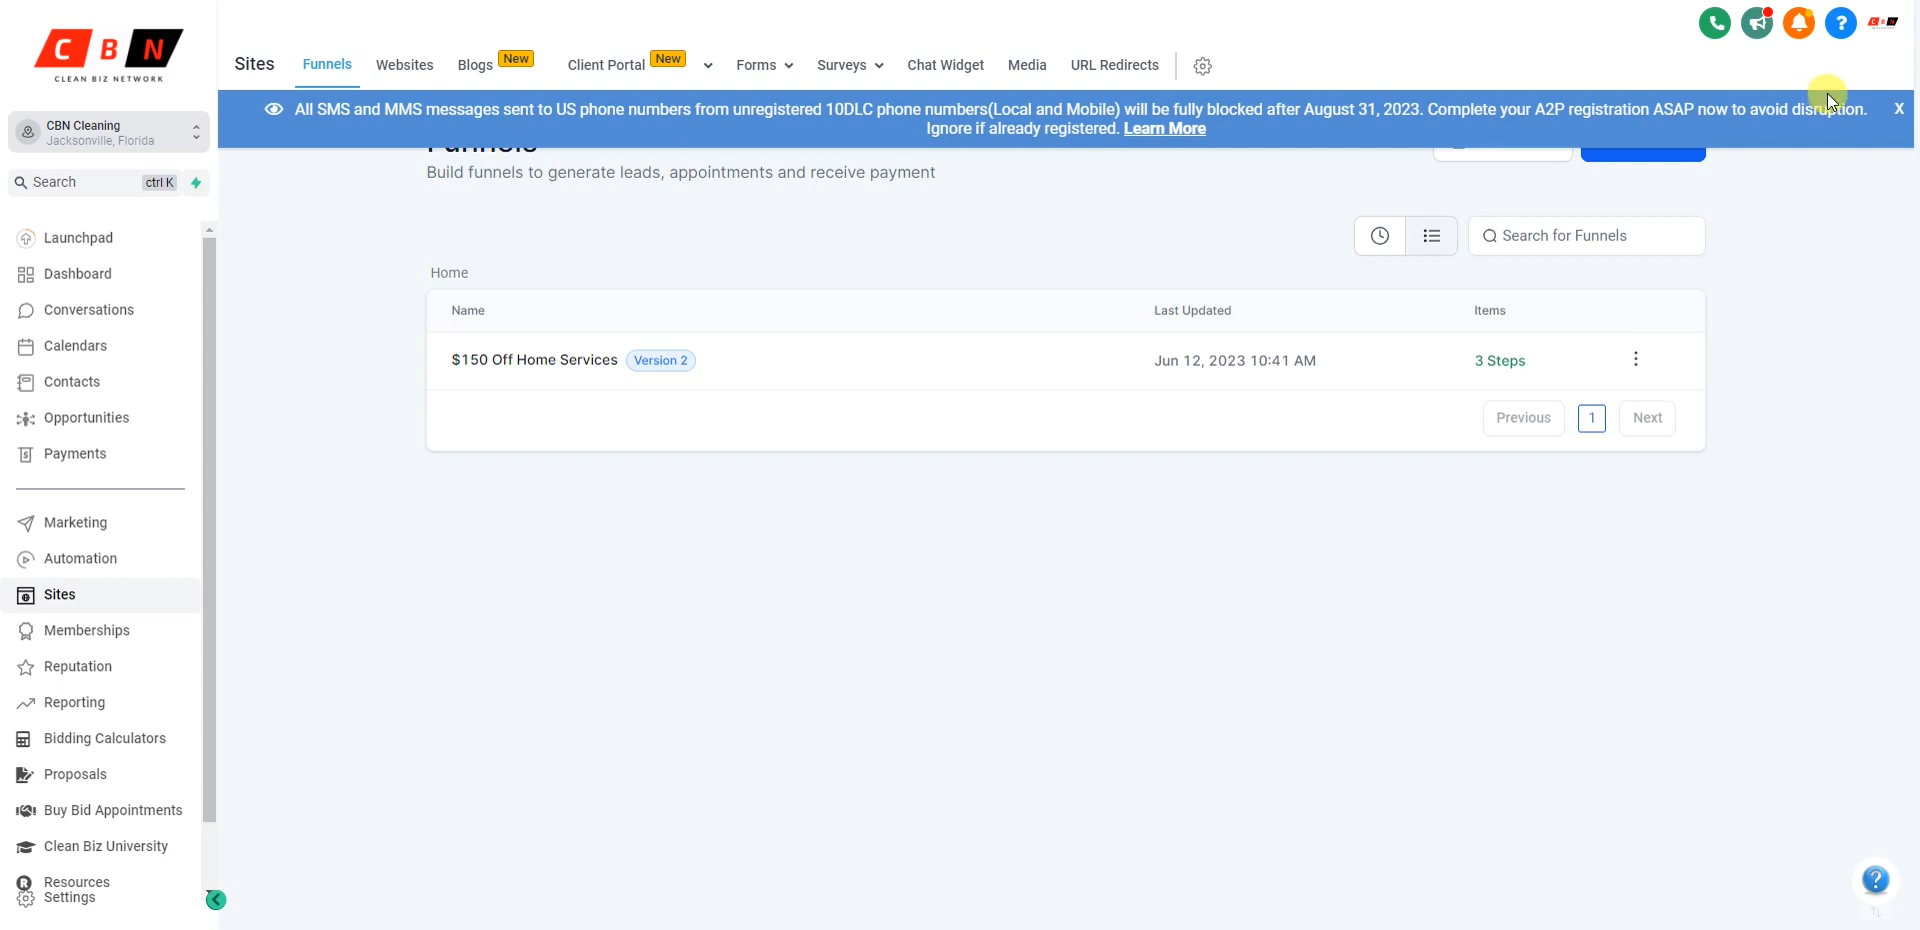 C B N
CLEAN BIZ NETWORK
CBN Cleaning
Jacksonville, Florida
Search ctrl K
Launchpad
Dashboard
Conversations
Calendars
Contacts
Opportunities
Payments
Marketing
Automation
Sites
Memberships
Reputation
Reporting
Bidding Calculators
Proposals
Buy Bid Appointments
Clean Biz University
Resources
Settings
Sites Funnels Websites Blogs New Client Portal New Forms Surveys Chat Widget Media URL Redirects
All SMS and MMS messages sent to US phone numbers from unregistered 10DLC phone numbers(Local and Mobile) will be fully blocked after August 31, 2023. Complete your A2P registration ASAP now to avoid disruption. X
Ignore if already registered. Learn More
Funnels
Build funnels to generate leads, appointments and receive payment
Search for Funnels
Home
Name Last Updated Items
$150 Off Home Services Version 2 Jun 12, 2023 10:41 AM 3 Steps
Previous 1 Next